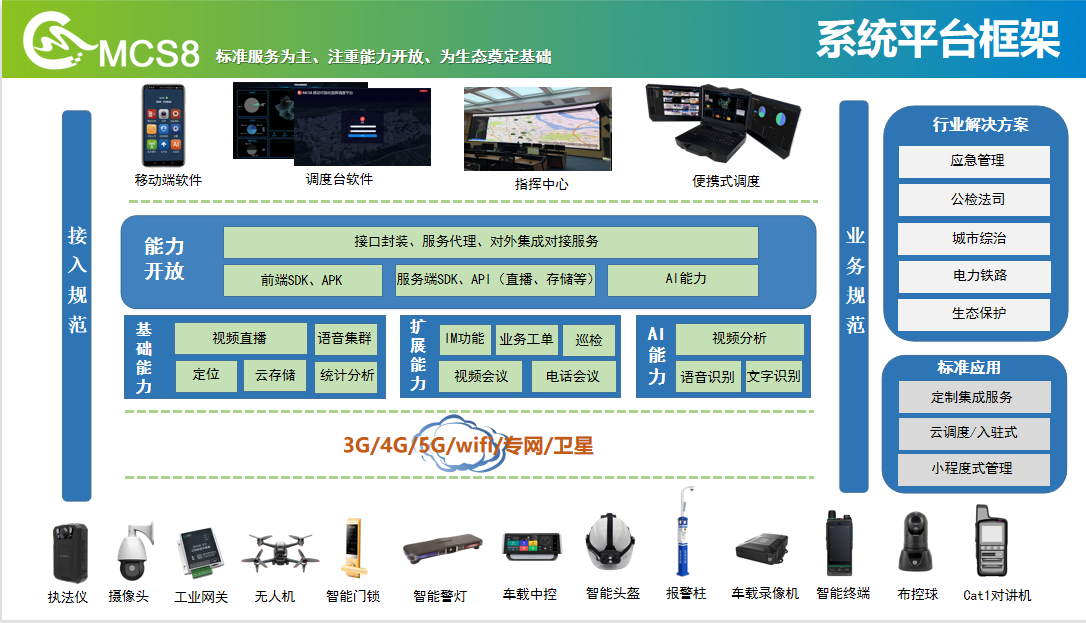 MCS8
标准服务为主、注重能力开放、为生态奠定基础
系统平台框架
移动端软件
调度台软件
指挥中心
便携式调度
接入规范
能力
开放
接口封装、服务代理、对外集成对接服务
前端SDK、APK
服务端SDK、API（直播、存储等）
AI能力
基础能力
视频直播
语音集群
定位
云存储
统计分析
扩展能力
IM功能
业务工单
巡检
视频会议
电话会议
AI能力
视频分析
语音识别
文字识别
3G/4G/5G/wifi/专网/卫星
业务规范
行业解决方案
应急管理
公检法司
城市综治
电力铁路
生态保护
标准应用
定制集成服务
云调度/入驻式
小程度式管理
执法仪
摄像头
工业网关
无人机
智能门锁
智能警灯
车载中控
智能头盔
报警柱
车载录像机
智能终端
布控球
Cat1对讲机